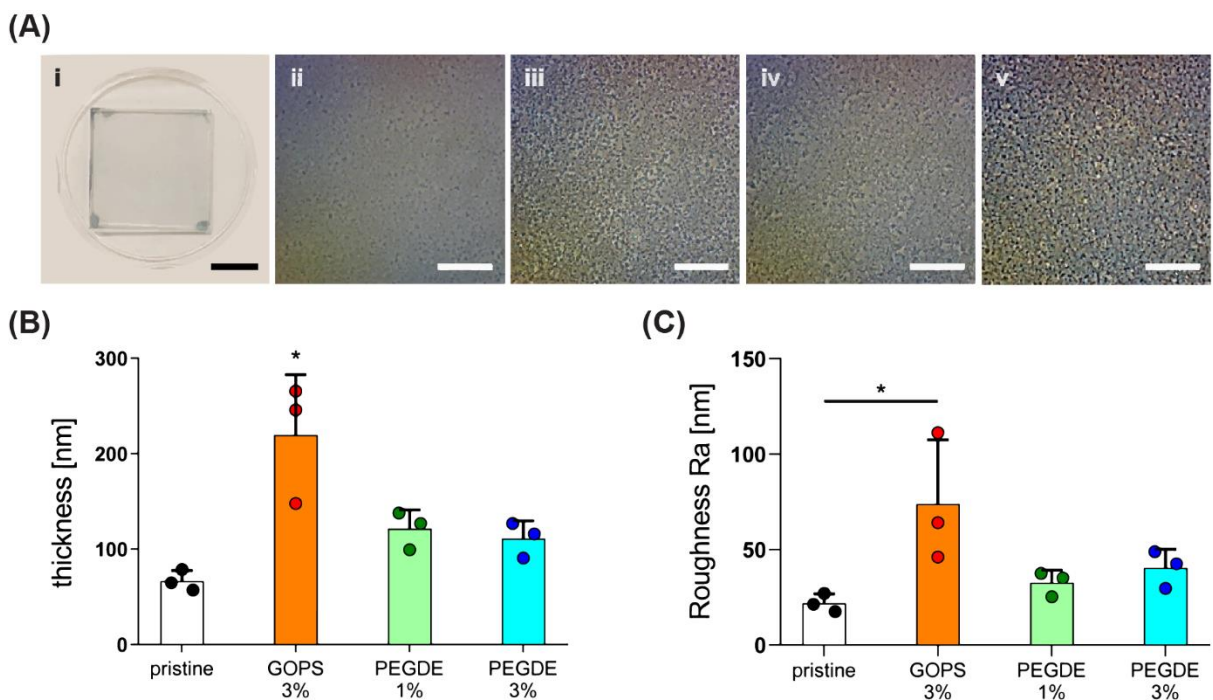 (A)
i
ii
iii
iv
v
(B)
thickness [nm]
300
200
100
0
*
pristine
GOPS
3%
PEGDE
1%
PEGDE
3%
(C)
Roughness Ra [nm]
150
100
50
0
*
pristine
GOPS
3%
PEGDE
1%
PEGDE
3%